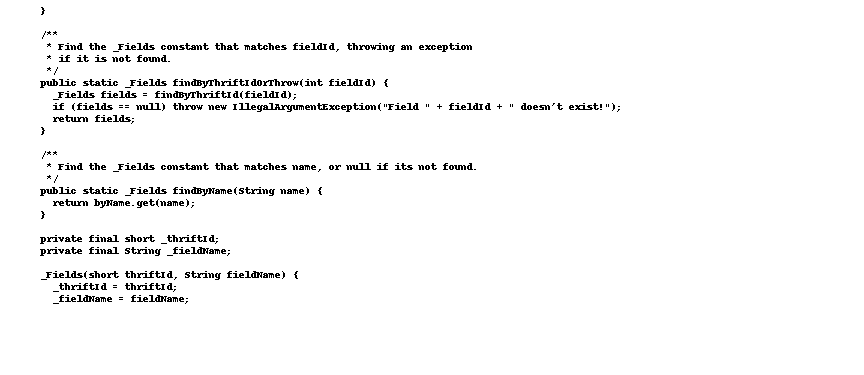 }

/**
 * Find the _Fields constant that matches fieldId, throwing an exception
 * if it is not found.
 */
public static _Fields findByThriftIdOrThrow(int fieldId) {
  _Fields fields = findByThriftId(fieldId);
  if (fields == null) throw new IllegalArgumentException("Field " + fieldId + " doesn't exist!");
  return fields;
}

/**
 * Find the _Fields constant that matches name, or null if its not found.
 */
public static _Fields findByName(String name) {
  return byName.get(name);
}

private final short _thriftId;
private final String _fieldName;

_Fields(short thriftId, String fieldName) {
  _thriftId = thriftId;
  _fieldName = fieldName;